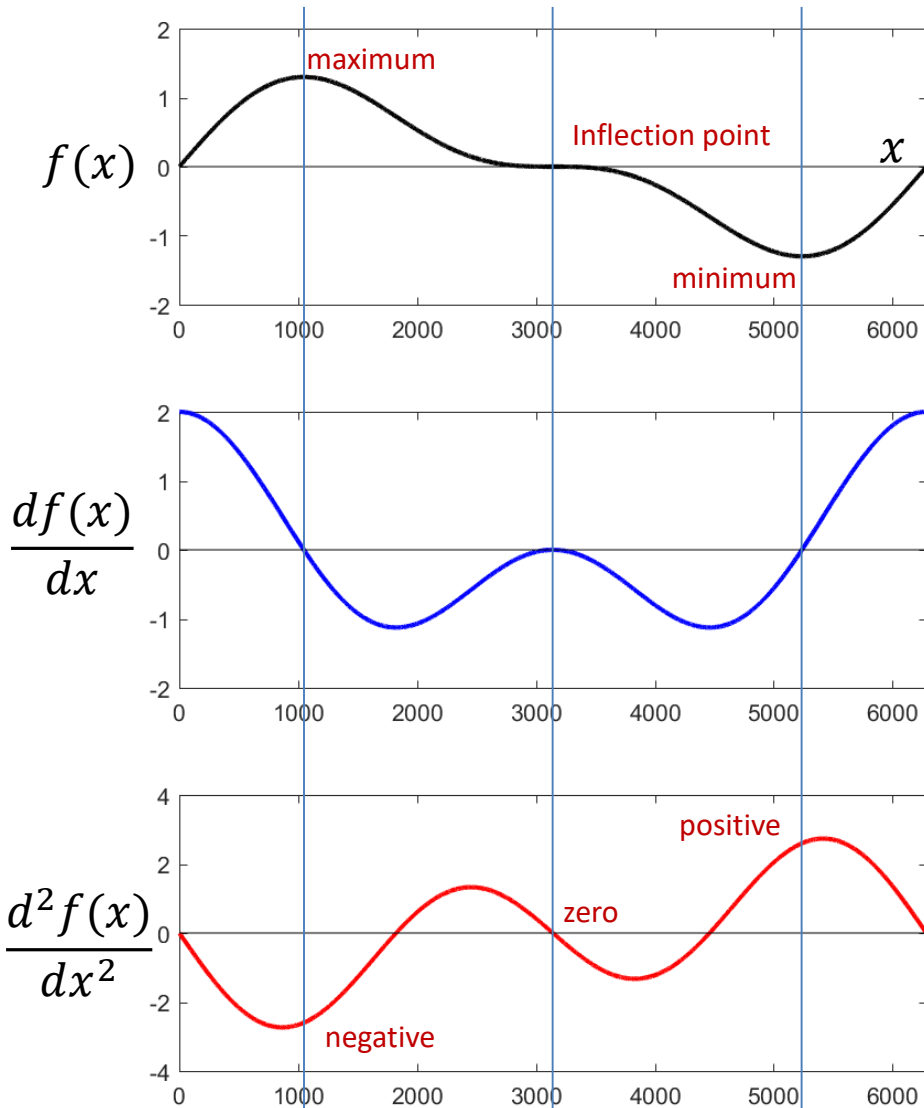 2
maximum
1
Inflection point
f(x)
0
x
-1
minimum
-2
0 1000 2000 3000 4000 5000 6000
2
1
df(x)
dx
0
-1
-2
0 1000 2000 3000 4000 5000 6000
4
positive
2
d²f(x)
dx²
zero
0
-2
negative
-4
0 1000 2000 3000 4000 5000 6000